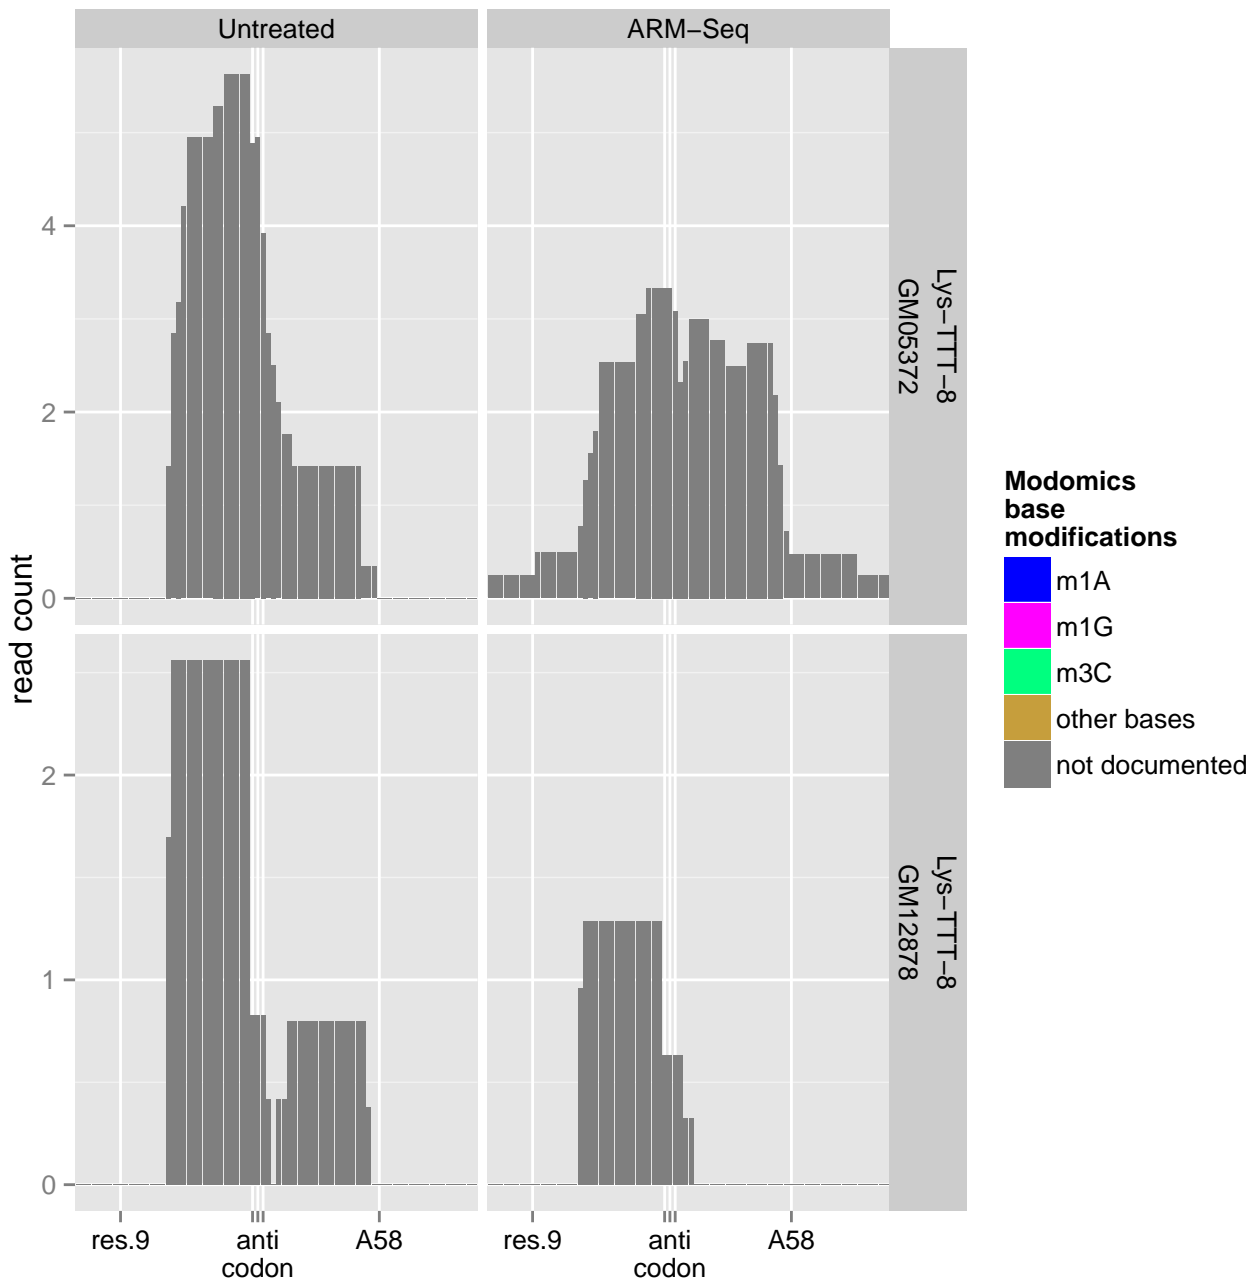 Untreated
ARM−Seq
read count
4
2
0
2
1
0
Lys−TTT−8
GM05372
Lys−TTT−8
GM12878
res.9
anti
codon
A58
res.9
anti
codon
A58
Modomics
base
modifications
m1A
m1G
m3C
other bases
not documented